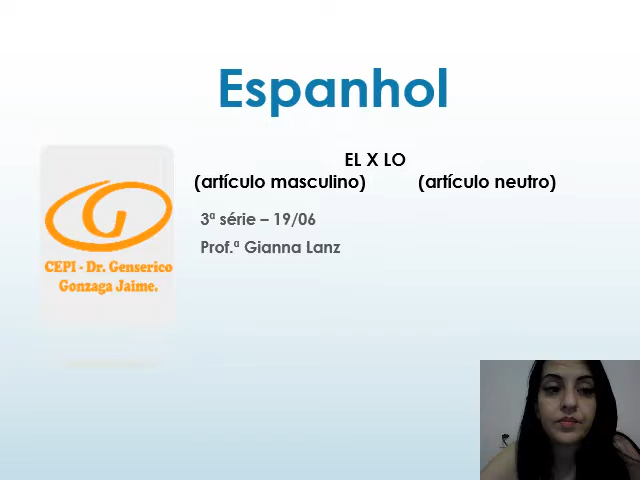 Espanhol
EL X LO
(artículo masculino) (artículo neutro)
3ª série – 19/06
Prof.ª Gianna Lanz
CEPI - Dr. Genserico
Gonzaga Jaime.